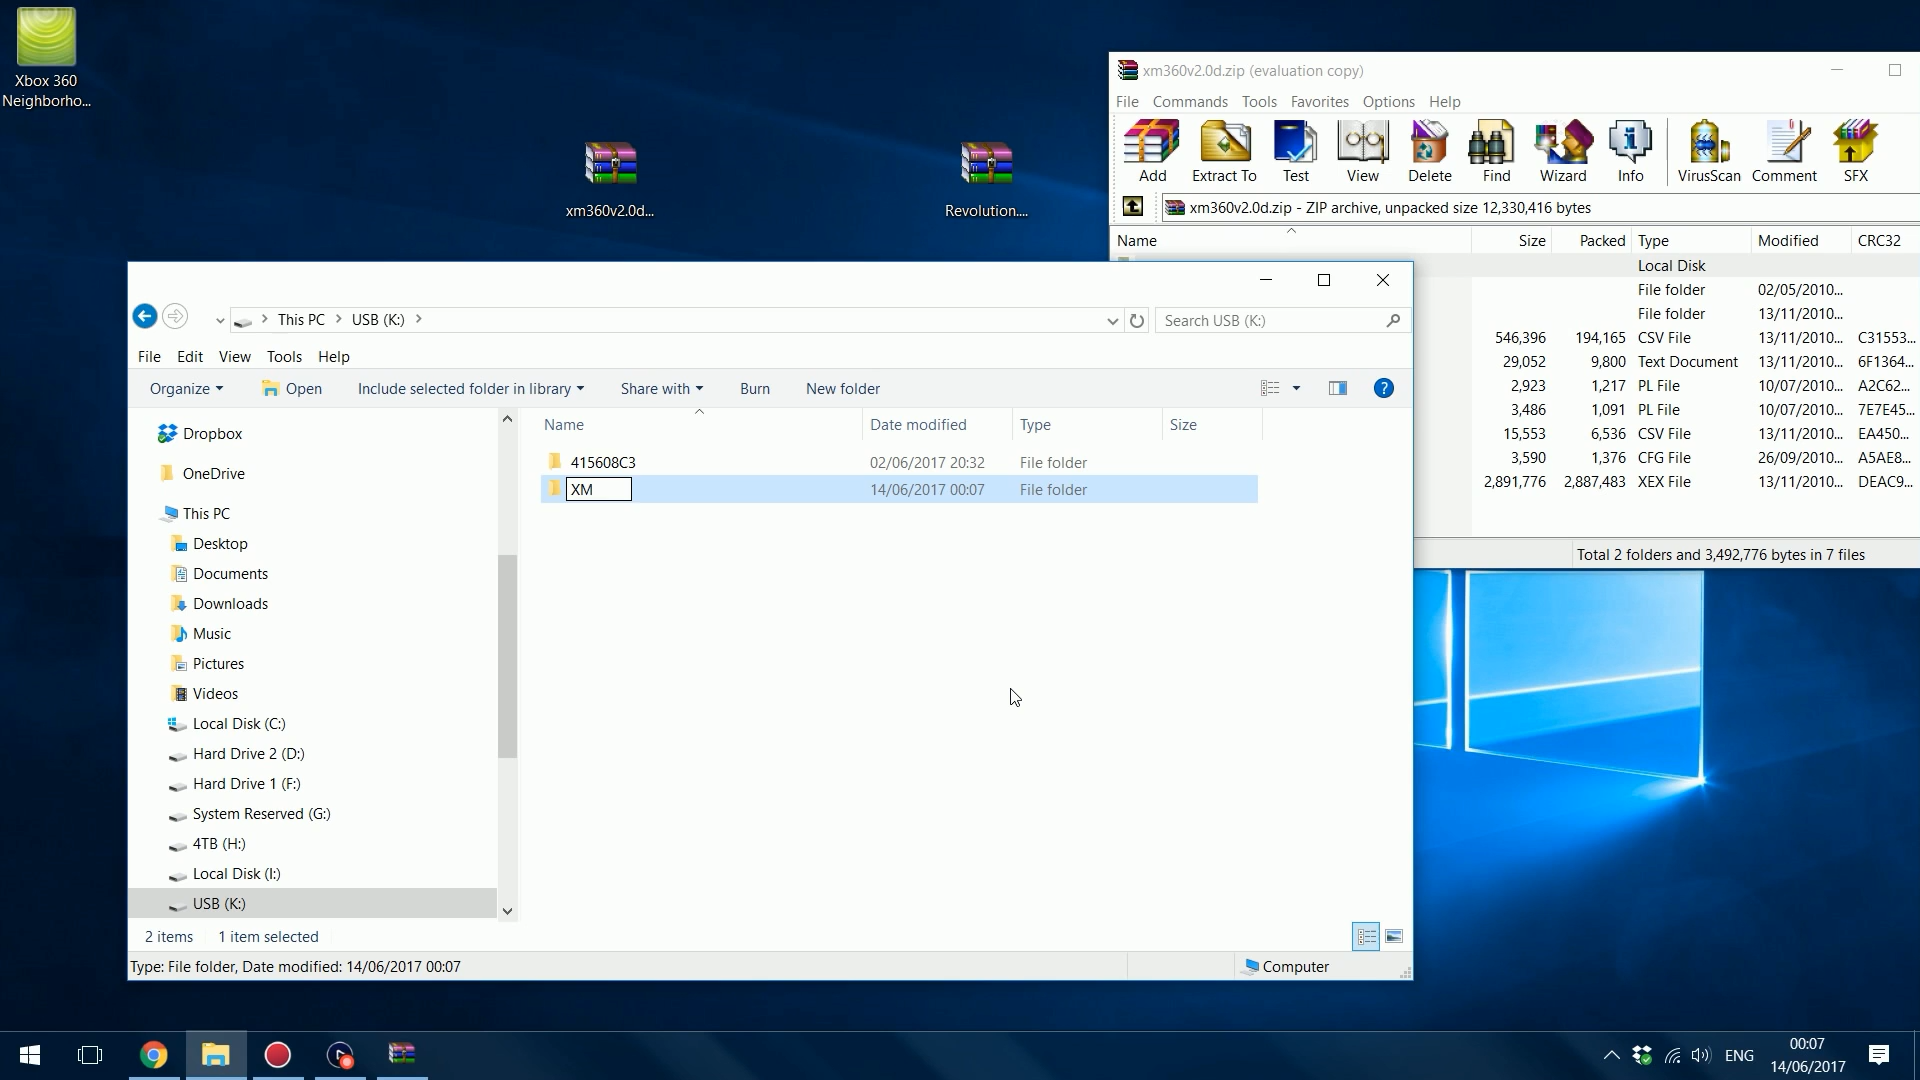 Xbox 360
Neighborho...
xm360v2.0d...
Revolution....
xm360v2.0d.zip (evaluation copy)
File Commands Tools Favorites Options Help
Add Extract To Test View Delete Find Wizard Info VirusScan Comment SFX
xm360v2.0d.zip - ZIP archive, unpacked size 12,330,416 bytes
Name Size Packed Type Modified CRC32
Local Disk
File folder 02/05/2010...
File folder 13/11/2010...
546,396 194,165 CSV File 13/11/2010... C31553...
29,052 9,800 Text Document 13/11/2010... 6F1364...
2,923 1,217 PL File 10/07/2010... A2C62...
3,486 1,091 PL File 10/07/2010... 7E7E45...
15,553 6,536 CSV File 13/11/2010... EA450...
3,590 1,376 CFG File 26/09/2010... A5AE8...
2,891,776 2,887,483 XEX File 13/11/2010... DEAC9...
Total 2 folders and 3,492,776 bytes in 7 files
This PC USB (K:)
Search USB (K:)
File Edit View Tools Help
Organize Open Include selected folder in library Share with Burn New folder
Name Date modified Type Size
415608C3 02/06/2017 20:32 File folder
XM 14/06/2017 00:07 File folder
Dropbox
OneDrive
This PC
Desktop
Documents
Downloads
Music
Pictures
Videos
Local Disk (C:)
Hard Drive 2 (D:)
Hard Drive 1 (F:)
System Reserved (G:)
4TB (H:)
Local Disk (I:)
USB (K:)
2 items 1 item selected
Type: File folder, Date modified: 14/06/2017 00:07
Computer
ENG
00:07
14/06/2017